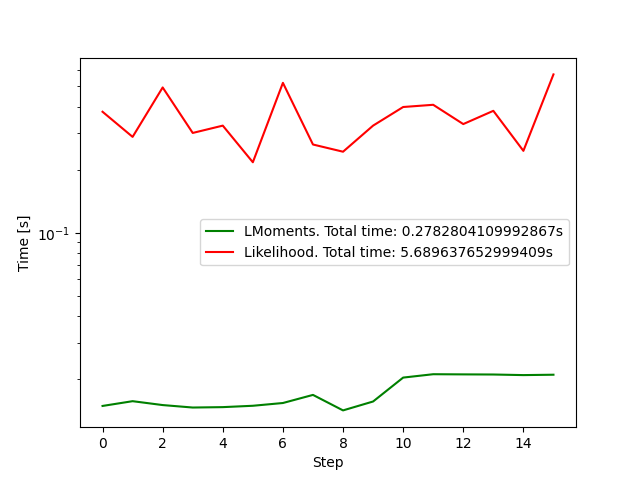 Time [s]
10⁻¹
LMoments. Total time: 0.2782804109992867s
Likelihood. Total time: 5.689637652999409s
0 2 4 6 8 10 12 14
Step